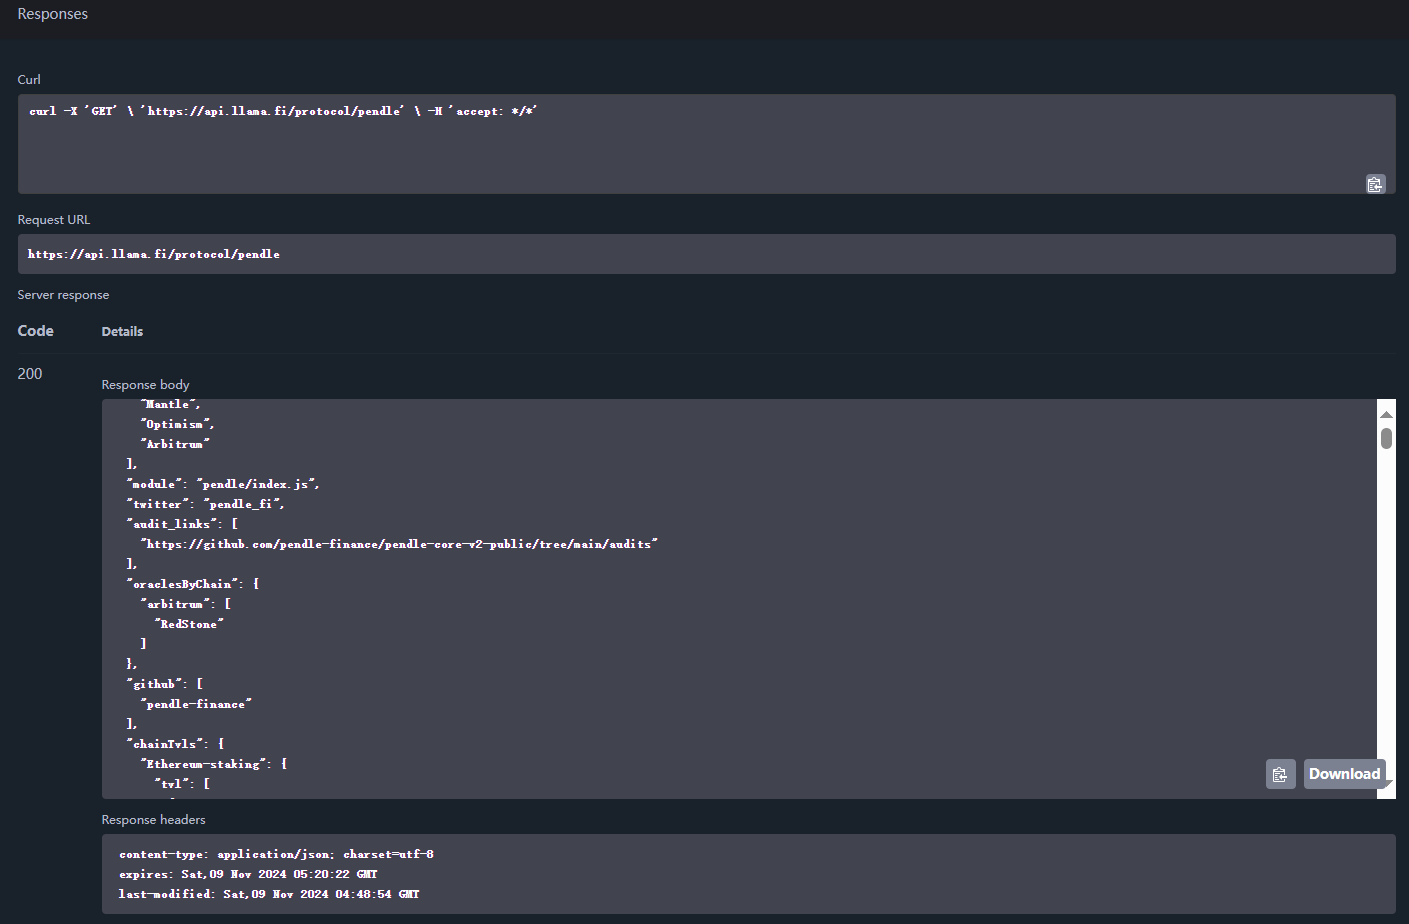 Responses
Curl
curl -X 'GET' \ 'https://api.llama.fi/protocol/pendle' \ -H 'accept: */*'
Request URL
https://api.llama.fi/protocol/pendle
Server response
Code Details
200
Response body
"Mantle",
"Optimism",
"Arbitrum"
],
"module": "pendle/index.js",
"twitter": "pendle_fi",
"audit_links": [
"https://github.com/pendle-finance/pendle-core-v2-public/tree/main/audits"
],
"oraclesByChain": {
"arbitrum": [
"RedStone"
]
},
"github": [
"pendle-finance"
],
"chainTvls": {
"Ethereum-staking": {
"tvl": [
Download
Response headers
content-type: application/json; charset=utf-8
expires: Sat,09 Nov 2024 05:20:22 GMT
last-modified: Sat,09 Nov 2024 04:48:54 GMT